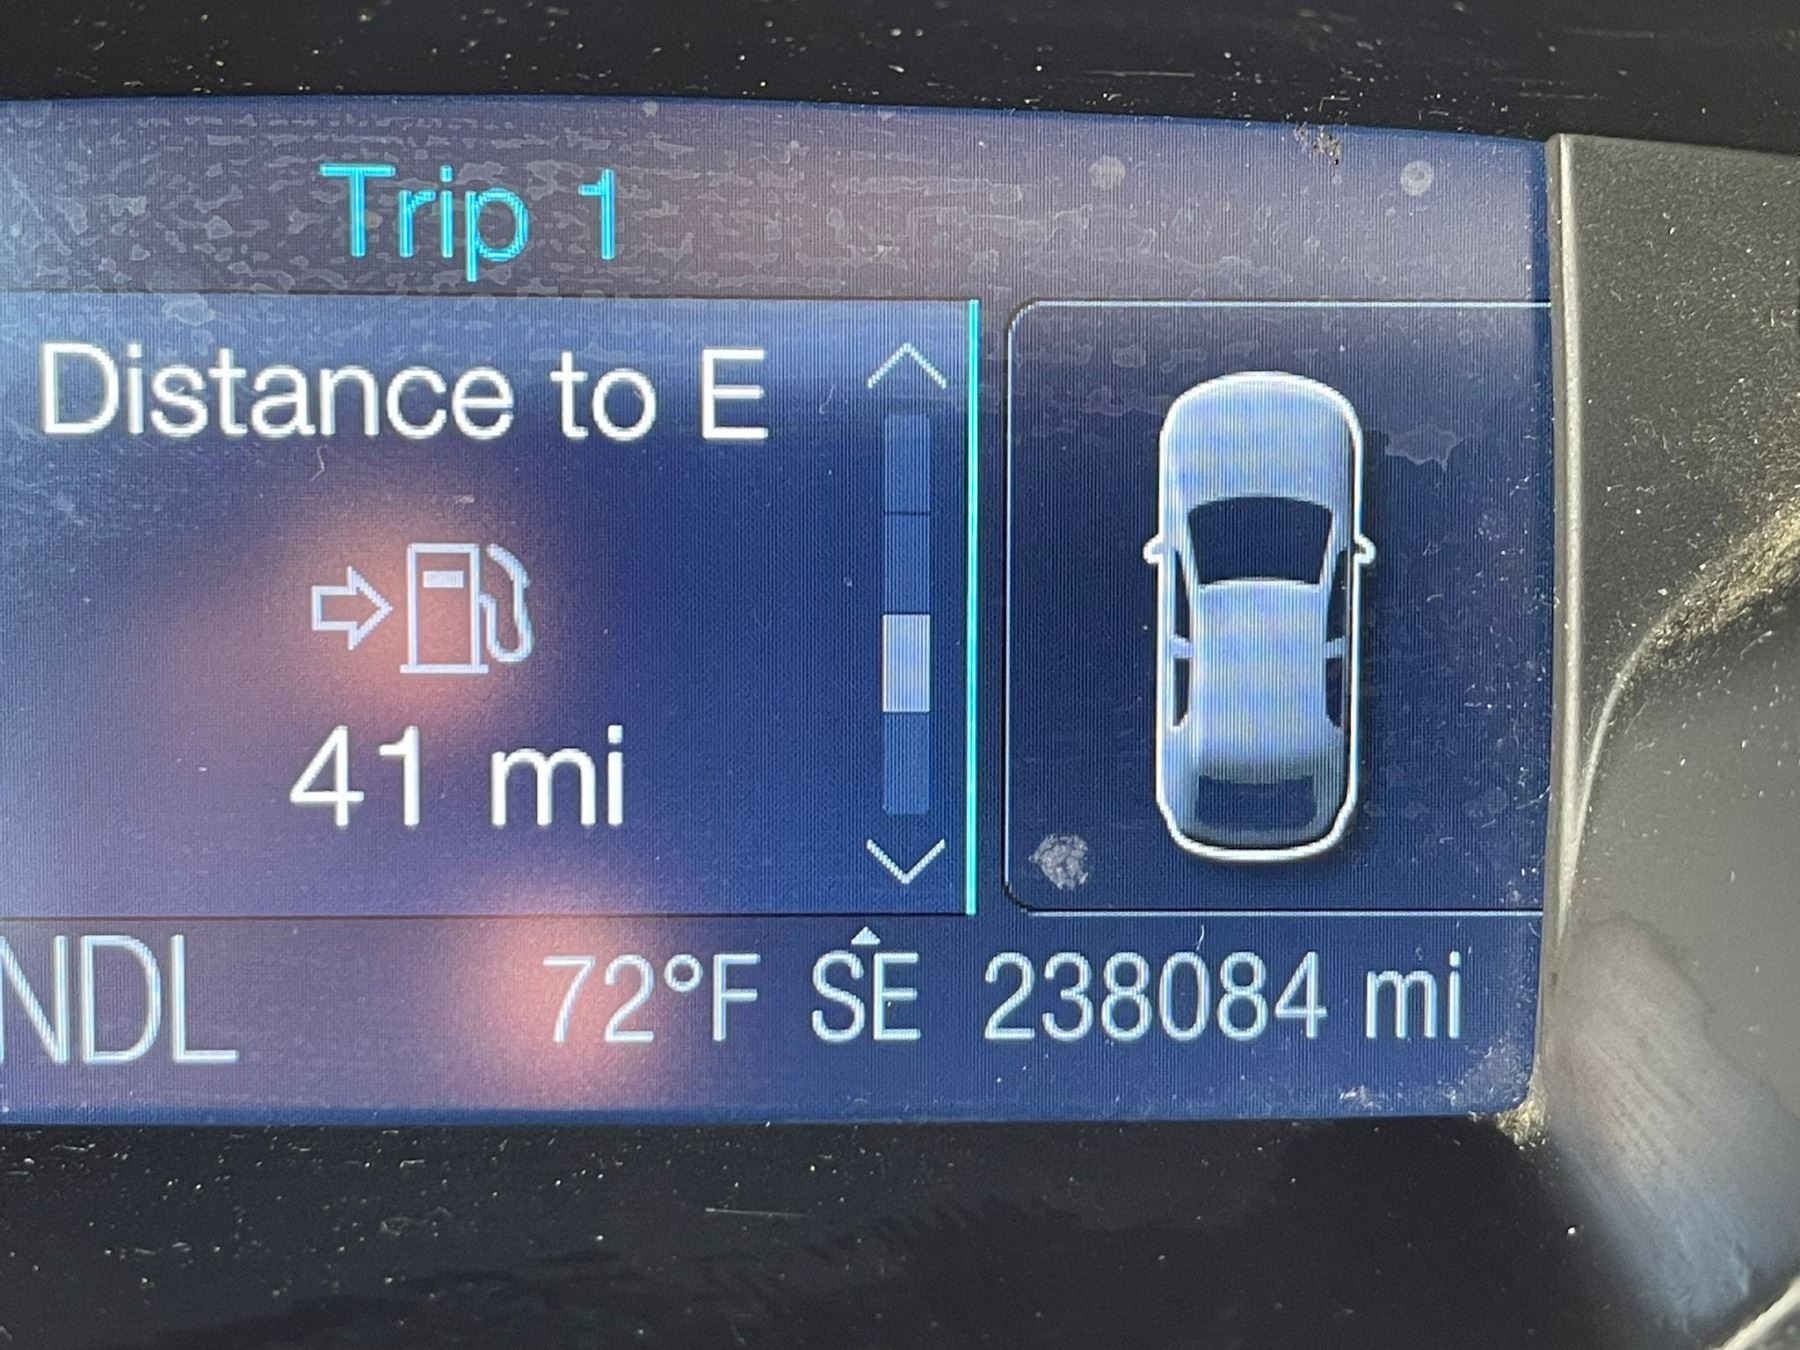 Trip 1
Distance to E
41 mi
NDL 72°F SE 238084 mi